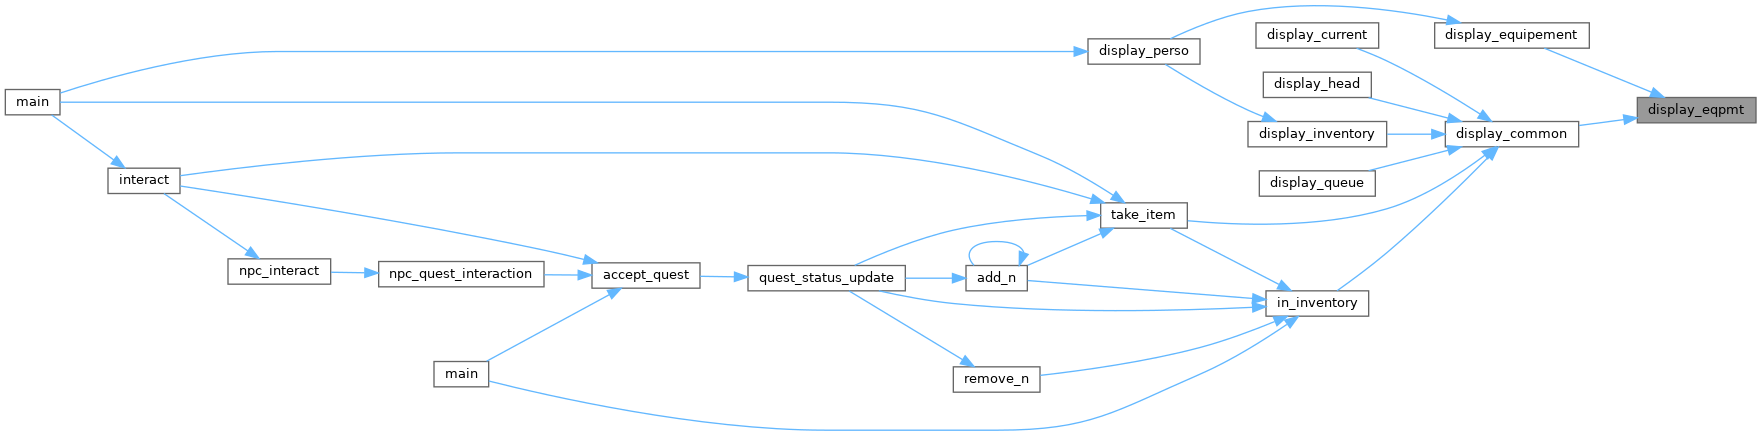 display_current
display_equipement
display_perso
display_head
main
display_eqpmt
display_inventory
display_common
interact
display_queue
take_item
npc_interact
npc_quest_interaction
accept_quest
quest_status_update
add_n
in_inventory
main
remove_n